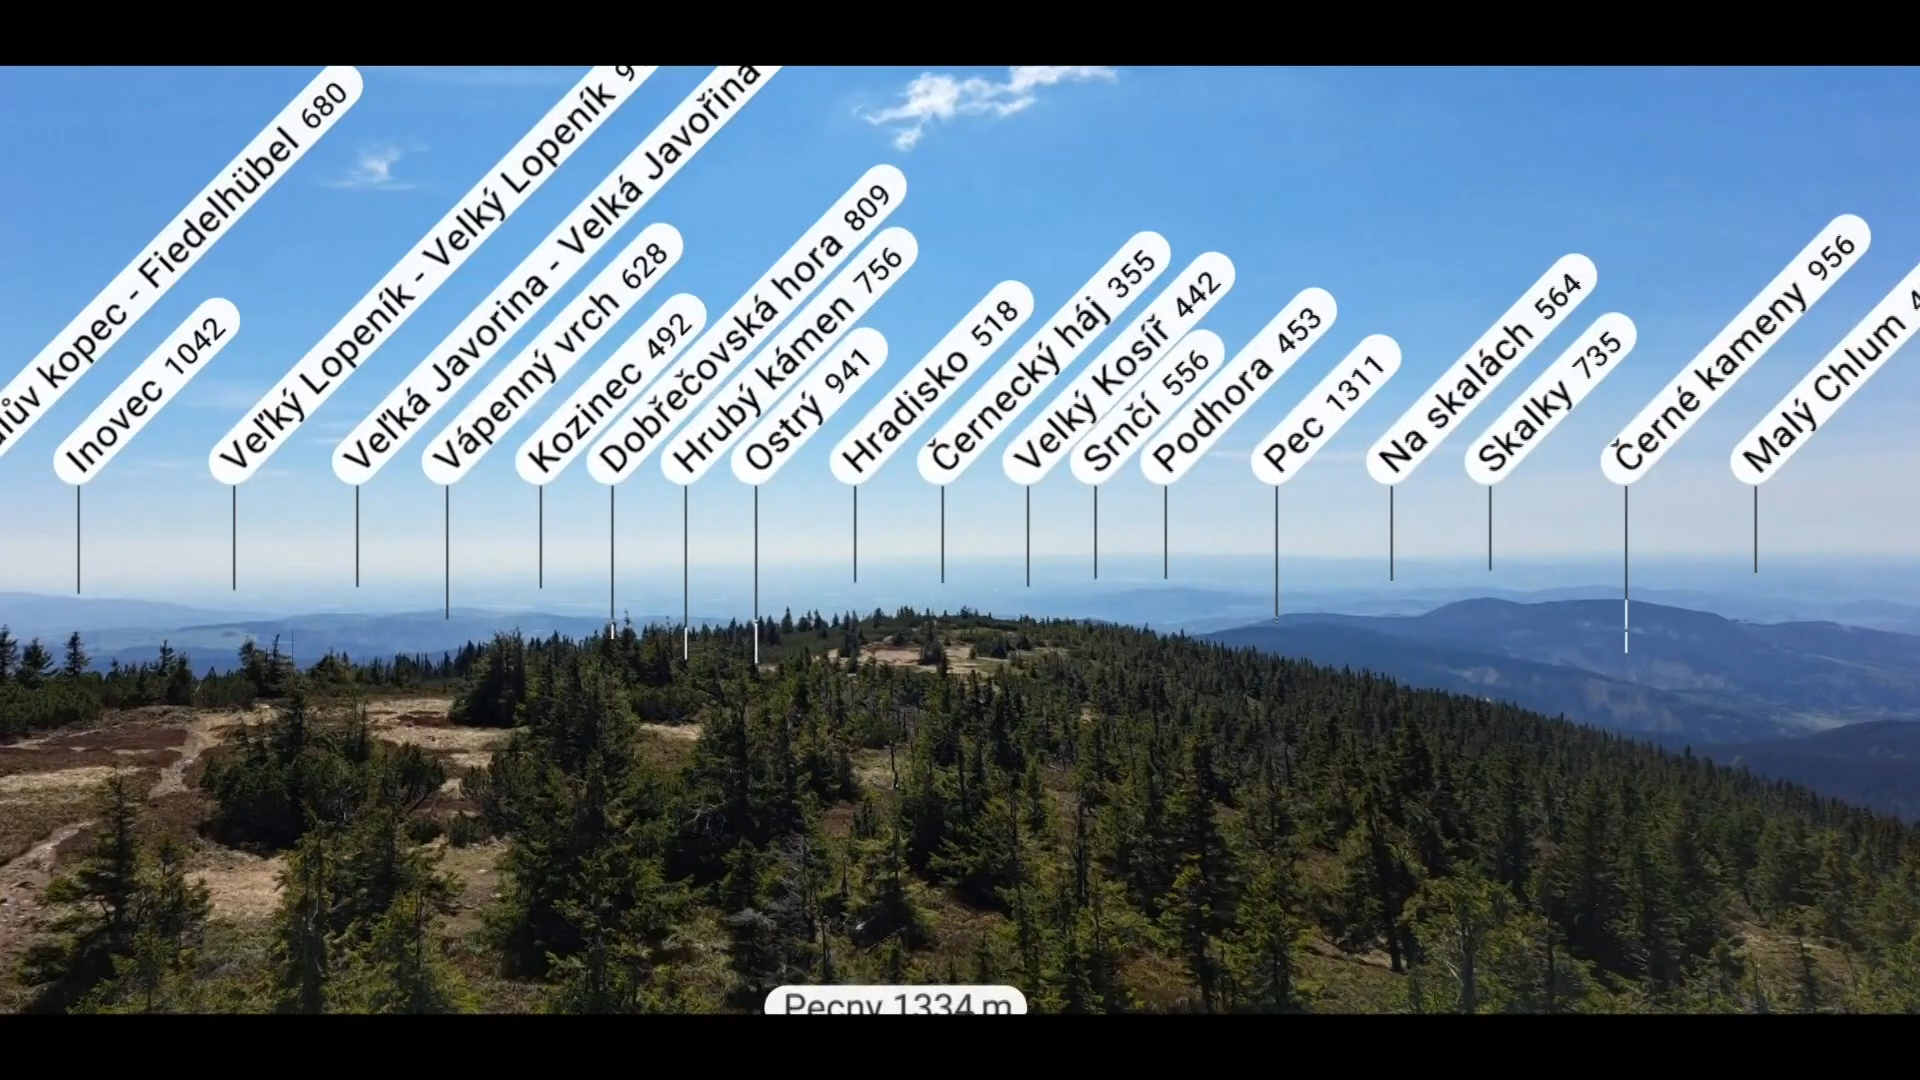 kopec - Fiedelhübel 680
Inovec 1042
Veľký Lopeník - Velký Lopeník
Veľká Javorina - Velká Javořina
Vápenný vrch 628
Kozinec 492
Dobřečovská hora 809
Hrubý kámen 756
Ostrý 941
Hradisko 518
Černecký háj 355
Velký Kosíř 442
Srnčí 556
Podhora 453
Pec 1311
Na skalách 564
Skalky 735
Černé kameny 956
Malý Chlum
Pecny 1334 m